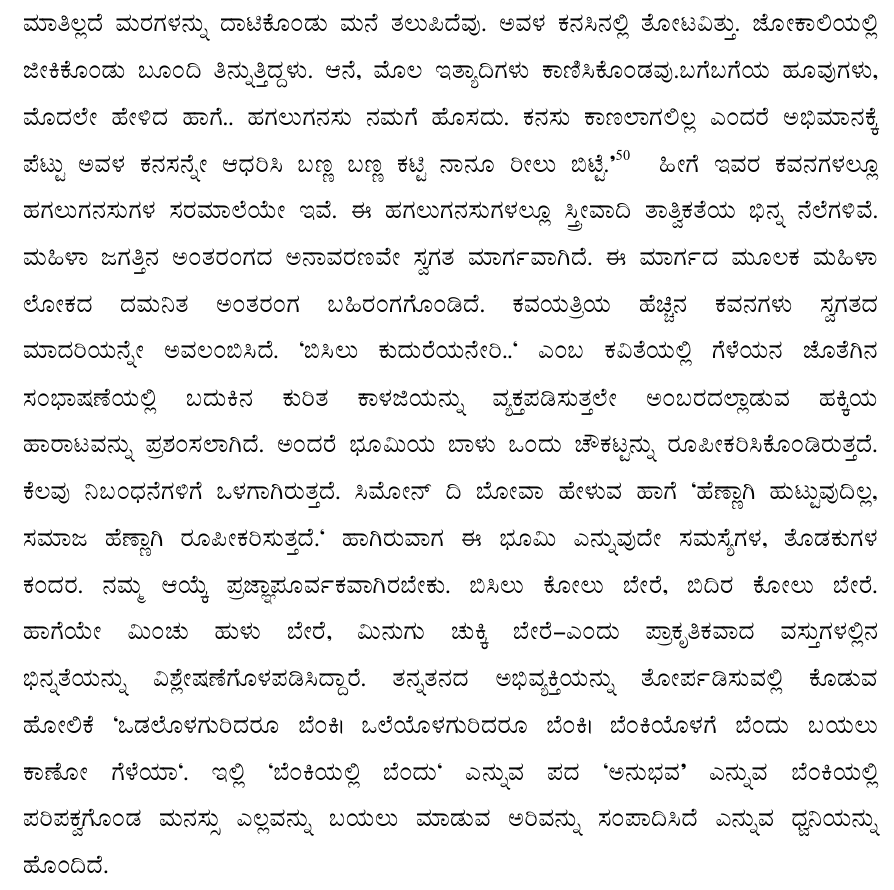 ಮಾತಿಲ್ಲದೆ ಮರಗಳನ್ನು ದಾಟಿಕೊಂಡು ಮನೆ ತಲುಪಿದೆವು. ಅವಳ ಕನಸಿನಲ್ಲಿ ತೋಟವಿತ್ತು. ಜೋಕಾಲಿಯಲ್ಲಿ
ಜೀಕಿಕೊಂಡು ಬೂಂದಿ ತಿನ್ನುತ್ತಿದ್ದಳು. ಆನೆ, ಮೊಲ ಇತ್ಯಾದಿಗಳು ಕಾಣಿಸಿಕೊಂಡವು.ಬಗೆಬಗೆಯ ಹೂವುಗಳು,
ಮೊದಲೇ ಹೇಳಿದ ಹಾಗೆ.. ಹಗಲುಗನಸು ನಮಗೆ ಹೊಸದು. ಕನಸು ಕಾಣಲಾಗಲಿಲ್ಲ ಎಂದರೆ ಅಭಿಮಾನಕ್ಕೆ
ಪೆಟ್ಟು ಅವಳ ಕನಸನ್ನೇ ಆಧರಿಸಿ ಬಣ್ಣ ಬಣ್ಣ ಕಟ್ಟಿ ನಾನೂ ರೀಲು ಬಿಟ್ಟೆ.’50 ಹೀಗೆ ಇವರ ಕವನಗಳಲ್ಲೂ
ಹಗಲುಗನಸುಗಳ ಸರಮಾಲೆಯೇ ಇವೆ. ಈ ಹಗಲುಗನಸುಗಳಲ್ಲೂ ಸ್ತ್ರೀವಾದಿ ತಾತ್ವಿಕತೆಯ ಭಿನ್ನ ನೆಲೆಗಳಿವೆ.
ಮಹಿಳಾ ಜಗತ್ತಿನ ಅಂತರಂಗದ ಅನಾವರಣವೇ ಸ್ವಗತ ಮಾರ್ಗವಾಗಿದೆ. ಈ ಮಾರ್ಗದ ಮೂಲಕ ಮಹಿಳಾ
ಲೋಕದ ದಮನಿತ ಅಂತರಂಗ ಬಹಿರಂಗಗೊಂಡಿದೆ. ಕವಯತ್ರಿಯ ಹೆಚ್ಚಿನ ಕವನಗಳು ಸ್ವಗತದ
ಮಾದರಿಯನ್ನೇ ಅವಲಂಬಿಸಿದೆ. ‘ಬಿಸಿಲು ಕುದುರೆಯನೇರಿ..‘ ಎಂಬ ಕವಿತೆಯಲ್ಲಿ ಗೆಳೆಯನ ಜೊತೆಗಿನ
ಸಂಭಾಷಣೆಯಲ್ಲಿ ಬದುಕಿನ ಕುರಿತ ಕಾಳಜಿಯನ್ನು ವ್ಯಕ್ತಪಡಿಸುತ್ತಲೇ ಅಂಬರದಲ್ಲಾಡುವ ಹಕ್ಕಿಯ
ಹಾರಾಟವನ್ನು ಪ್ರಶಂಸಲಾಗಿದೆ. ಅಂದರೆ ಭೂಮಿಯ ಬಾಳು ಒಂದು ಚೌಕಟ್ಟನ್ನು ರೂಪೀಕರಿಸಿಕೊಂಡಿರುತ್ತದೆ.
ಕೆಲವು ನಿಬಂಧನೆಗಳಿಗೆ ಒಳಗಾಗಿರುತ್ತದೆ. ಸಿಮೋನ್ ದಿ ಬೋವಾ ಹೇಳುವ ಹಾಗೆ ‘ಹೆಣ್ಣಾಗಿ ಹುಟ್ಟುವುದಿಲ್ಲ,
ಸಮಾಜ ಹೆಣ್ಣಾಗಿ ರೂಪೀಕರಿಸುತ್ತದೆ.‘ ಹಾಗಿರುವಾಗ ಈ ಭೂಮಿ ಎನ್ನುವುದೇ ಸಮಸ್ಯೆಗಳ, ತೊಡಕುಗಳ
ಕಂದರ. ನಮ್ಮ ಆಯ್ಕೆ ಪ್ರಜ್ಞಾಪೂರ್ವಕವಾಗಿರಬೇಕು. ಬಿಸಿಲು ಕೋಲು ಬೇರೆ, ಬಿದಿರ ಕೋಲು ಬೇರೆ.
ಹಾಗೆಯೇ ಮಿಂಚು ಹುಳು ಬೇರೆ, ಮಿನುಗು ಚುಕ್ಕಿ ಬೇರೆ–ಎಂದು ಪ್ರಾಕೃತಿಕವಾದ ವಸ್ತುಗಳಲ್ಲಿನ
ಭಿನ್ನತೆಯನ್ನು ವಿಶ್ಲೇಷಣೆಗೊಳಪಡಿಸಿದ್ದಾರೆ. ತನ್ನತನದ ಅಭಿವ್ಯಕ್ತಿಯನ್ನು ತೋರ್ಪಡಿಸುವಲ್ಲಿ ಕೊಡುವ
ಹೋಲಿಕೆ ‘ಒಡಲೊಳಗುರಿದರೂ ಬೆಂಕಿ। ಒಲೆಯೊಳಗುರಿದರೂ ಬೆಂಕಿ। ಬೆಂಕಿಯೊಳಗೆ ಬೆಂದು ಬಯಲು
ಕಾಣೋ ಗೆಳೆಯಾ‘. ಇಲ್ಲಿ ‘ಬೆಂಕಿಯಲ್ಲಿ ಬೆಂದು‘ ಎನ್ನುವ ಪದ ‘ಅನುಭವ’ ಎನ್ನುವ ಬೆಂಕಿಯಲ್ಲಿ
ಪರಿಪಕ್ವಗೊಂಡ ಮನಸ್ಸು ಎಲ್ಲವನ್ನು ಬಯಲು ಮಾಡುವ ಅರಿವನ್ನು ಸಂಪಾದಿಸಿದೆ ಎನ್ನುವ ಧ್ವನಿಯನ್ನು
ಹೊಂದಿದೆ.